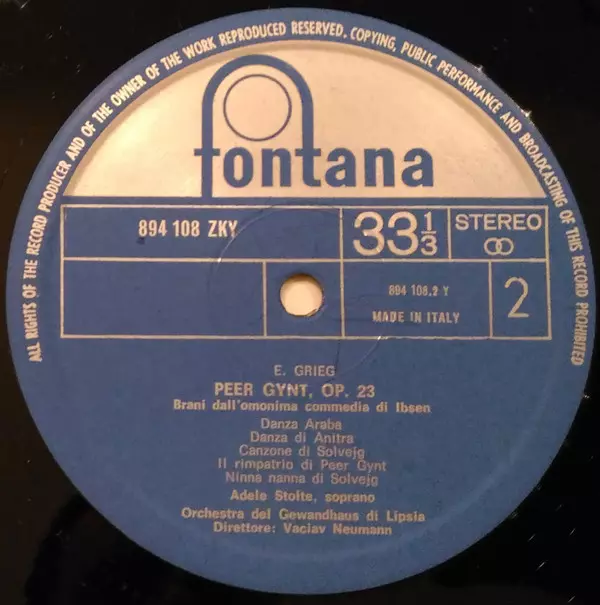 ALL RIGHTS OF THE RECORD PRODUCER AND OF THE OWNER OF THE WORK REPRODUCED RESERVED. COPYING, PUBLIC PERFORMANCE AND BROADCASTING OF THIS RECORD PROHIBITED
fontana
894 108 ZKY
33 1/3
STEREO
894 108.2 Y
MADE IN ITALY
2
E. GRIEG
PEER GYNT, OP. 23
Brani dall'omonima commedia di Ibsen
Danza Araba
Danza di Anitra
Canzone di Solvejg
Il rimpatrio di Peer Gynt
Ninna nanna di Solvejg
Adele Stolte, soprano
Orchestra del Gewandhaus di Lipsia
Direttore: Vaclav Neumann